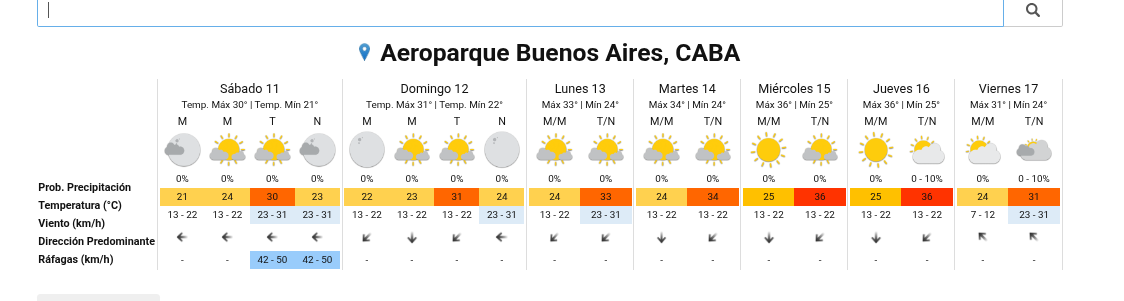 Aeroparque Buenos Aires, CABA
Sábado 11 Domingo 12 Lunes 13 Martes 14 Miércoles 15 Jueves 16 Viernes 17
Temp. Máx 30° | Temp. Mín 21° Temp. Máx 31° | Temp. Mín 22° Máx 33° | Mín 24° Máx 34° | Mín 24° Máx 36° | Mín 25° Máx 36° | Mín 25° Máx 31° | Mín 24°
M M T N M M T N M/M T/N M/M T/N M/M T/N M/M T/N M/M T/N
Prob. Precipitación 0% 0% 0% 0% 0% 0% 0% 0% 0% 0% 0% 0% 0% 0% 0% 0 - 10% 0% 0 - 10%
Temperatura (°C) 21 24 30 23 22 23 31 24 24 33 24 34 25 36 25 36 24 31
Viento (km/h) 13 - 22 13 - 22 23 - 31 23 - 31 13 - 22 13 - 22 13 - 22 23 - 31 13 - 22 23 - 31 13 - 22 13 - 22 13 - 22 13 - 22 13 - 22 13 - 22 7 - 12 23 - 31
Dirección Predominante
Ráfagas (km/h) - - 42 - 50 42 - 50 - - - - - - - - - - - - - -